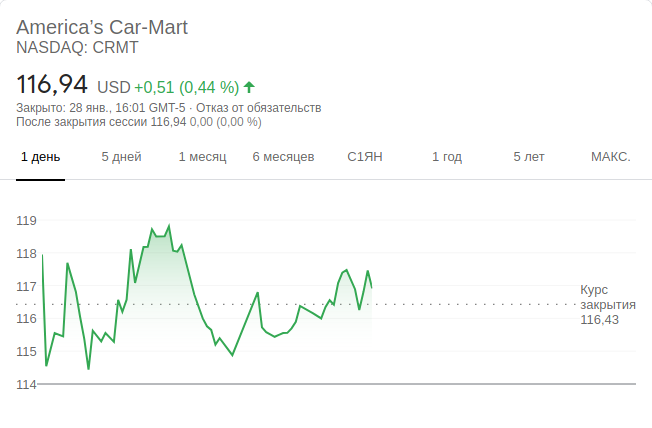 America’s Car-Mart
NASDAQ: CRMT
116,94 USD +0,51 (0,44 %)
Закрыто: 28 янв., 16:01 GMT-5 · Отказ от обязательств
После закрытия сессии 116,94 0,00 (0,00 %)
1 день 5 дней 1 месяц 6 месяцев С1ЯН 1 год 5 лет МАКС.
119
118
117
116
115
114
Курс
закрытия
116,43